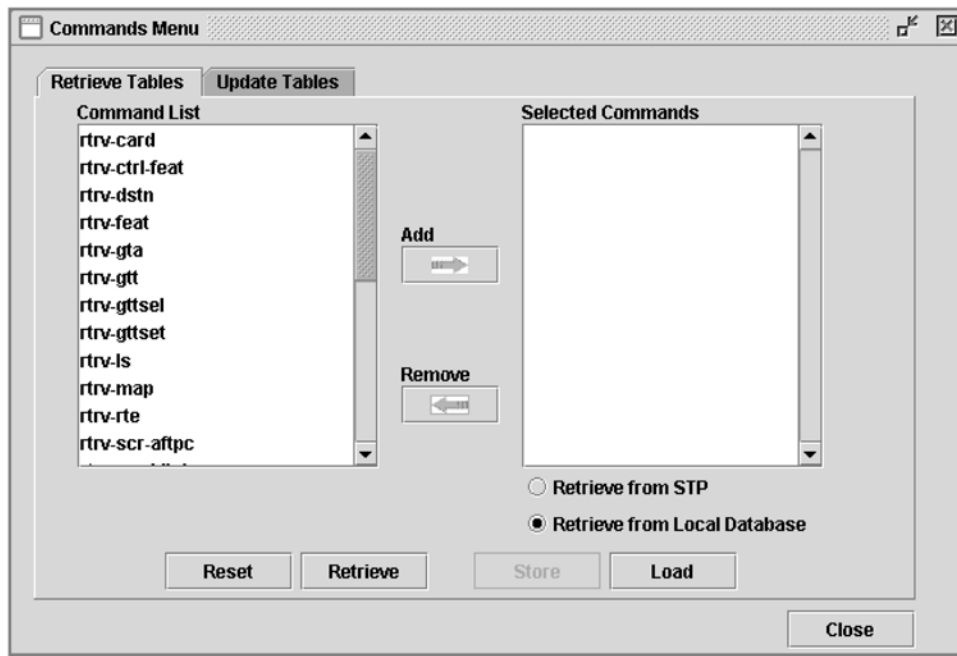 Commands Menu
Retrieve Tables
Update Tables
Command List
rtrv-card
rtrv-ctrl-feat
rtrv-dstn
rtrv-feat
rtrv-gta
rtrv-gtt
rtrv-gttsel
rtrv-gttset
rtrv-ls
rtrv-map
rtrv-rte
rtrv-scr-aftpc
Add
Remove
Selected Commands
Retrieve from STP
Retrieve from Local Database
Reset
Retrieve
Store
Load
Close